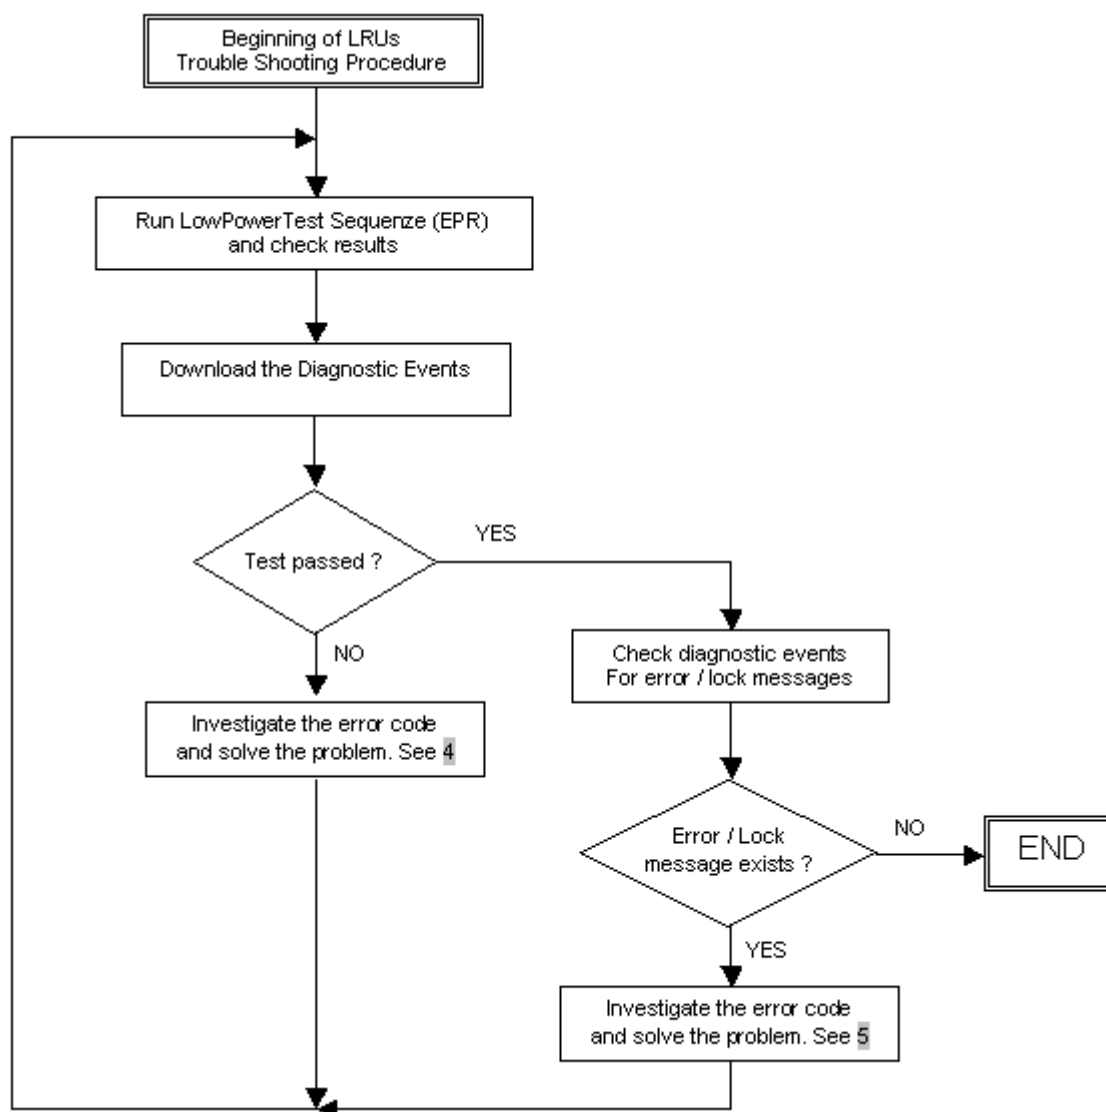 Beginning of LRUs
Trouble Shooting Procedure
Run LowPowerTest Sequenze (EPR)
and check results
Download the Diagnostic Events
Test passed ?
YES
NO
Check diagnostic events
For error / lock messages
Investigate the error code
and solve the problem. See 4
Error / Lock
message exists ?
NO
END
YES
Investigate the error code
and solve the problem. See 5